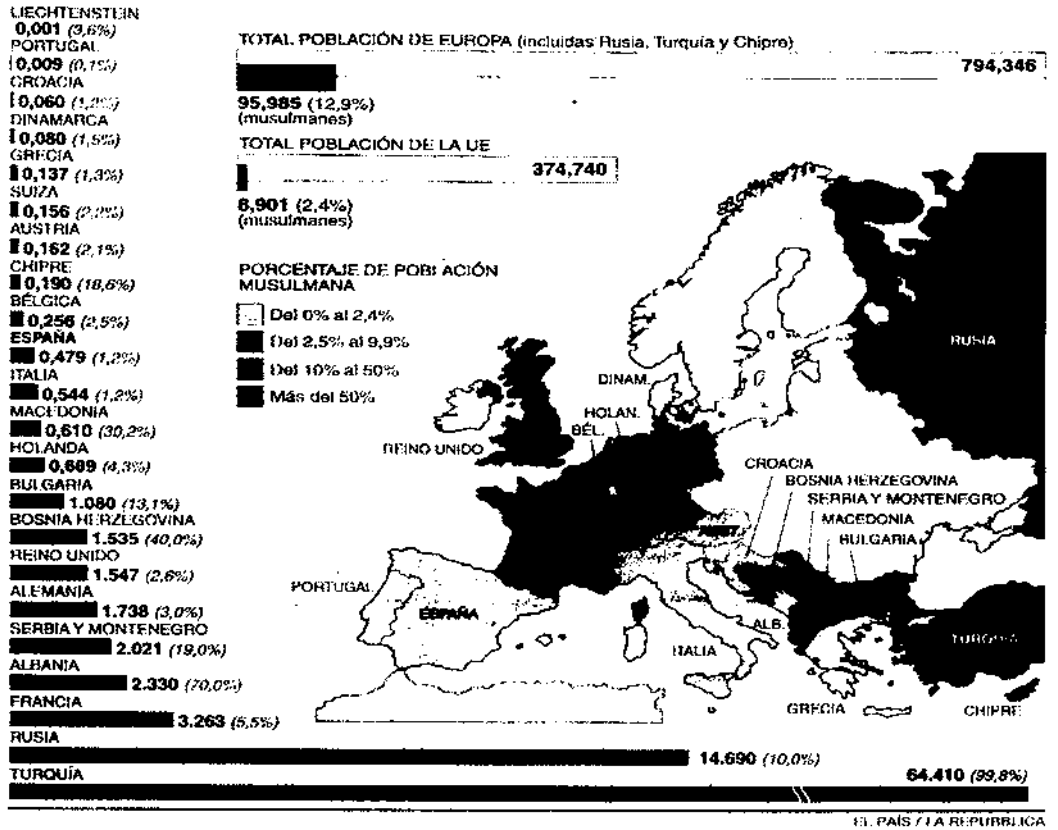 LIECHTENSTEIN
0,001 (3,6%)
PORTUGAL
0,009 (0,1%)
CROACIA
0,060 (1,2%)
DINAMARCA
0,080 (1,5%)
GRECIA
0,137 (1,3%)
SUIZA
0,156 (2,2%)
AUSTRIA
0,162 (2,1%)
CHIPRE
0,190 (18,6%)
BÉLGICA
0,256 (2,5%)
ESPAÑA
0,479 (1,2%)
ITALIA
0,544 (1,2%)
MACEDONIA
0,610 (30,2%)
HOLANDA
0,689 (4,3%)
BULGARIA
1.080 (13,1%)
BOSNIA HERZEGOVINA
1.535 (40,0%)
REINO UNIDO
1.547 (2,6%)
ALEMANIA
1.738 (3,0%)
SERBIA Y MONTENEGRO
2.021 (19,0%)
ALBANIA
2.330 (70,0%)
FRANCIA
3.263 (5,5%)
RUSIA
14.690 (10,0%)
TURQUÍA
64.410 (99,8%)
TOTAL POBLACIÓN DE EUROPA (incluidas Rusia, Turquía y Chipre)
794,346
95,985 (12,9%)
(musulmanes)
TOTAL POBLACIÓN DE LA UE
374,740
8,901 (2,4%)
(musulmanes)
PORCENTAJE DE POBLACIÓN
MUSULMANA
Del 0% al 2,4%
Del 2,5% al 9,9%
Del 10% al 50%
Más del 50%
RUSIA
DINAM.
HOLAN.
BÉL.
REINO UNIDO
CROACIA
BOSNIA HERZEGOVINA
SERBIA Y MONTENEGRO
MACEDONIA
BULGARIA
PORTUGAL
ESPAÑA
ITALIA
ALB.
TURQUÍA
GRECIA
CHIPRE
EL PAÍS / LA REPUBBLICA